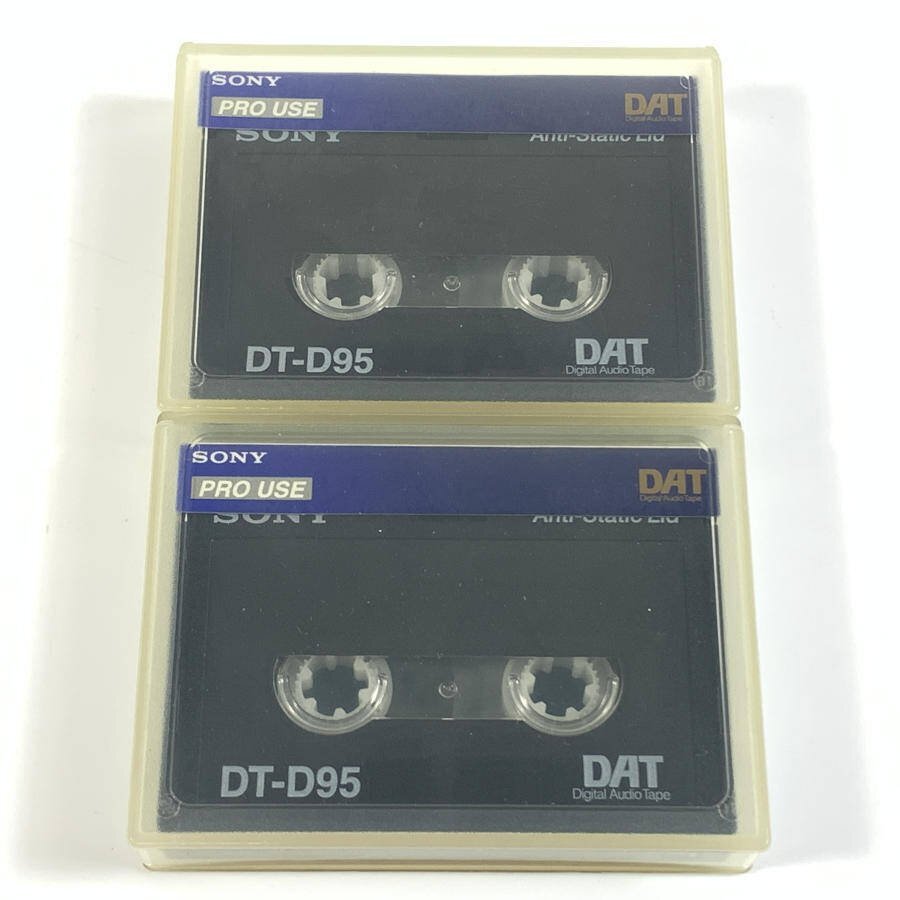 SONY
PRO USE
DAT
Digital Audio Tape
SONY
Anti-Static Lid
DT-D95
DAT
Digital Audio Tape
SONY
PRO USE
DAT
Digital Audio Tape
SONY
Anti-Static Lid
DT-D95
DAT
Digital Audio Tape